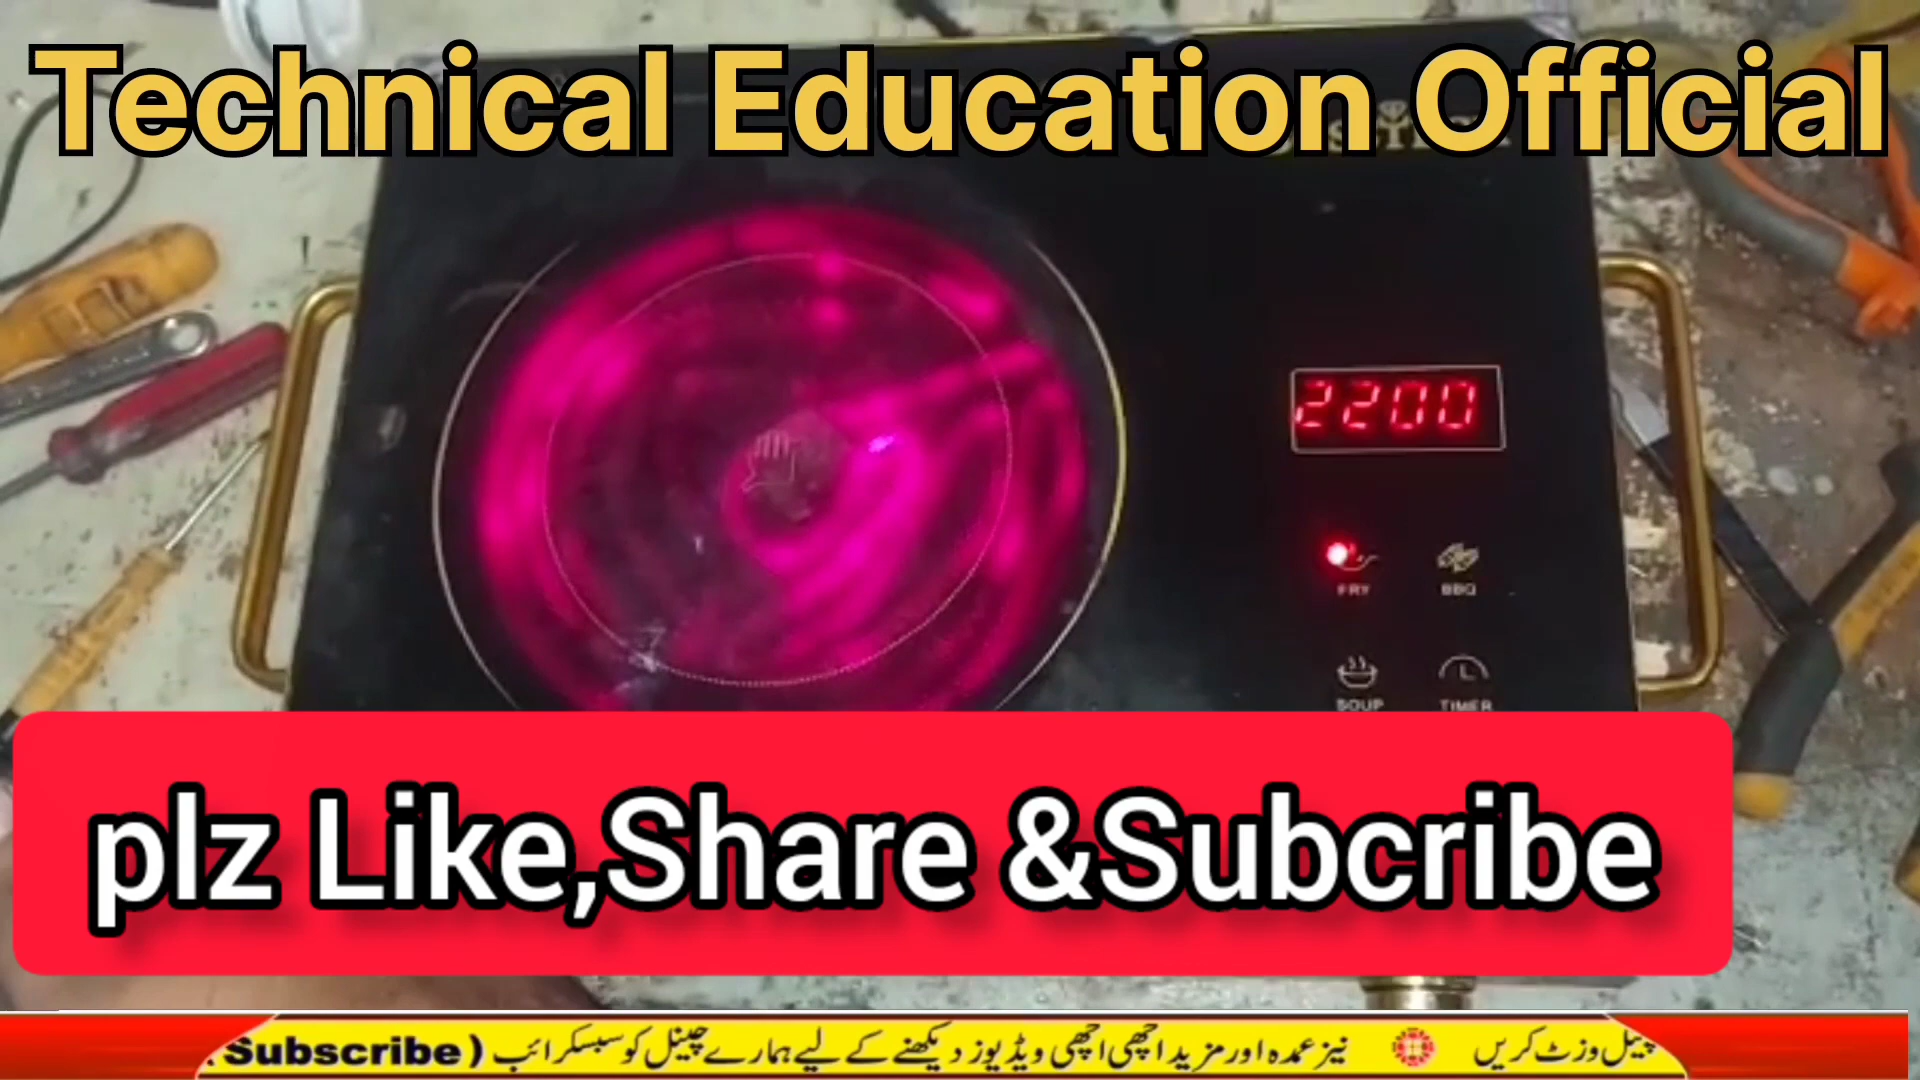 Technical Education Official
2200
FRY BBQ
SOUP TIMER
plz Like,Share &Subcribe
وزٹ کریں نیز عمدہ اور مزید اچھی اچھی ویڈیوز دیکھنے کے لیے ہمارے چینل کو سبسکرائب ( Subscribe